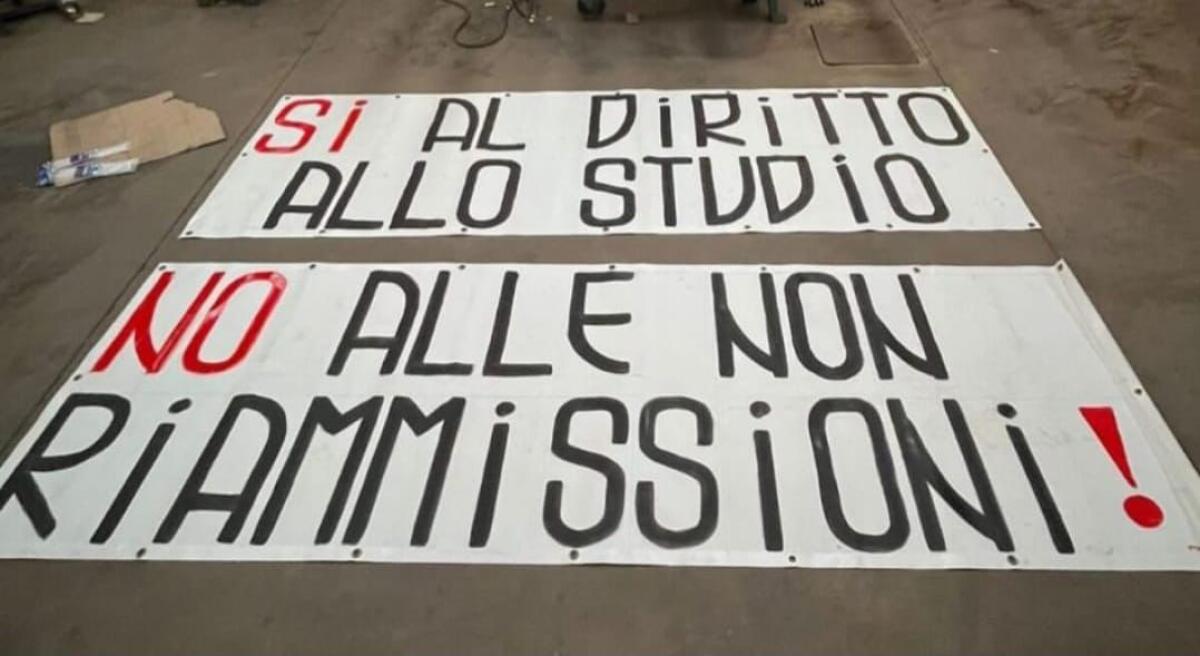 Si AL DiRiTTO
ALLO STUDiO
NO ALLE NON
RiAMMiSSiONi!